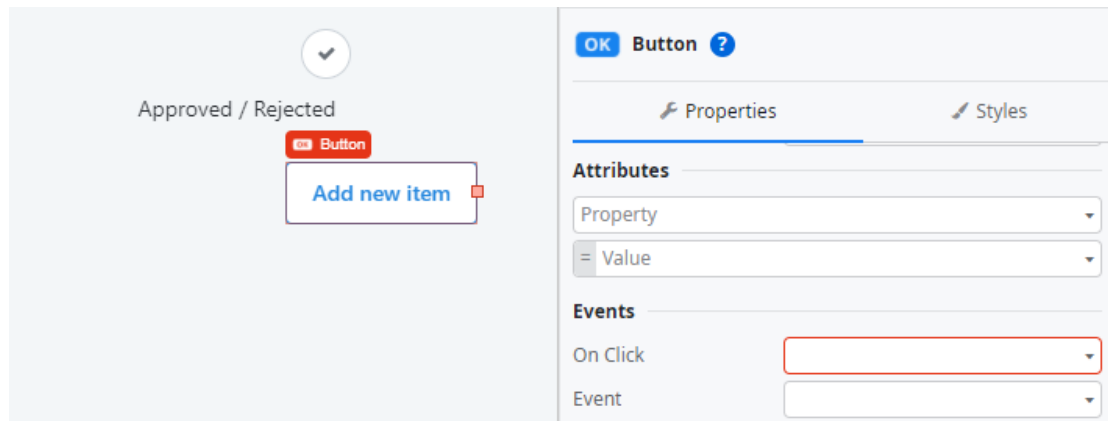 Approved / Rejected
OK Button
Add new item
OK Button ?
Properties
Styles
Attributes
Property
= Value
Events
On Click
Event